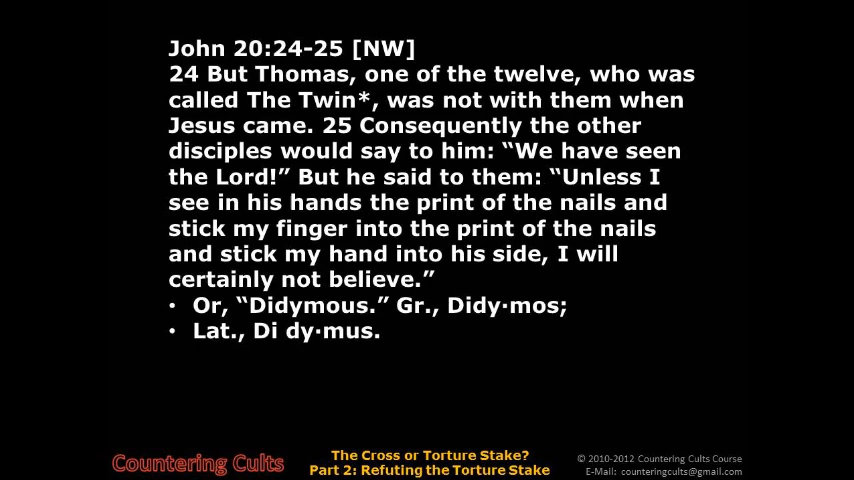 John 20:24-25 [NW]
24 But Thomas, one of the twelve, who was
called The Twin*, was not with them when
Jesus came. 25 Consequently the other
disciples would say to him: “We have seen
the Lord!” But he said to them: “Unless I
see in his hands the print of the nails and
stick my finger into the print of the nails
and stick my hand into his side, I will
certainly not believe.”
• Or, “Didymous.” Gr., Didy·mos;
• Lat., Di dy·mus.
Countering Cults
The Cross or Torture Stake?
Part 2: Refuting the Torture Stake
© 2010-2012 Countering Cults Course
E-Mail: counteringcults@gmail.com